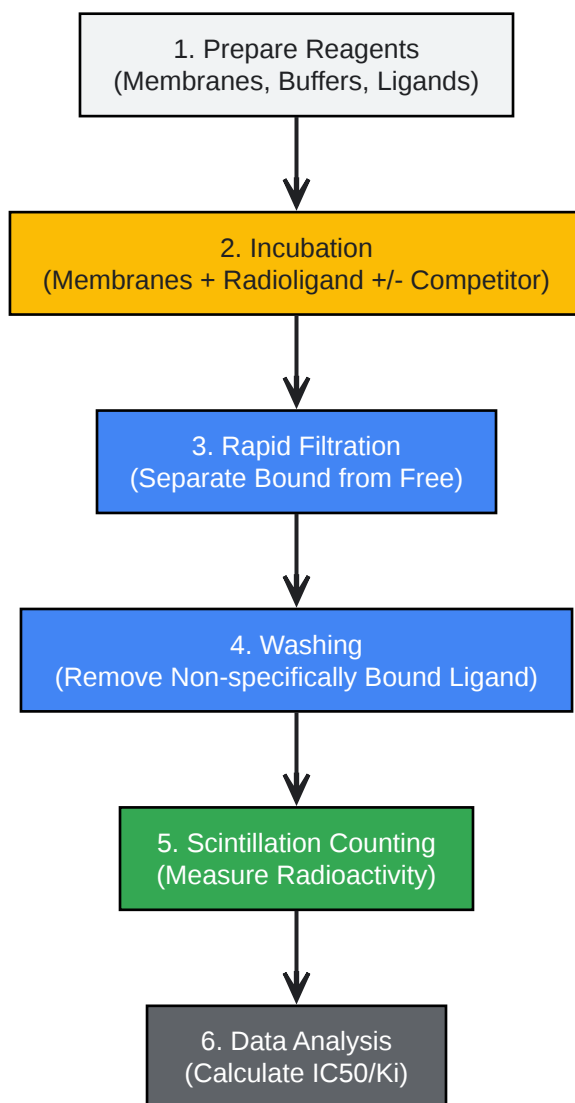 1. Prepare Reagents
(Membranes, Buffers, Ligands)
2. Incubation
(Membranes + Radioligand +/- Competitor)
3. Rapid Filtration
(Separate Bound from Free)
4. Washing
(Remove Non-specifically Bound Ligand)
5. Scintillation Counting
(Measure Radioactivity)
6. Data Analysis
(Calculate IC50/Ki)